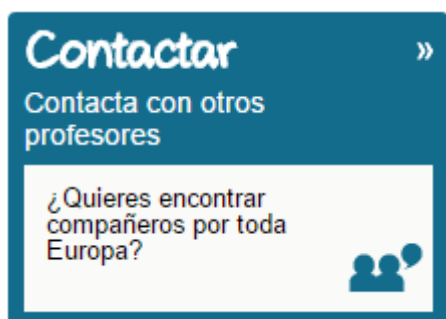 Contactar »
Contacta con otros
profesores
¿Quieres encontrar
compañeros por toda
Europa?